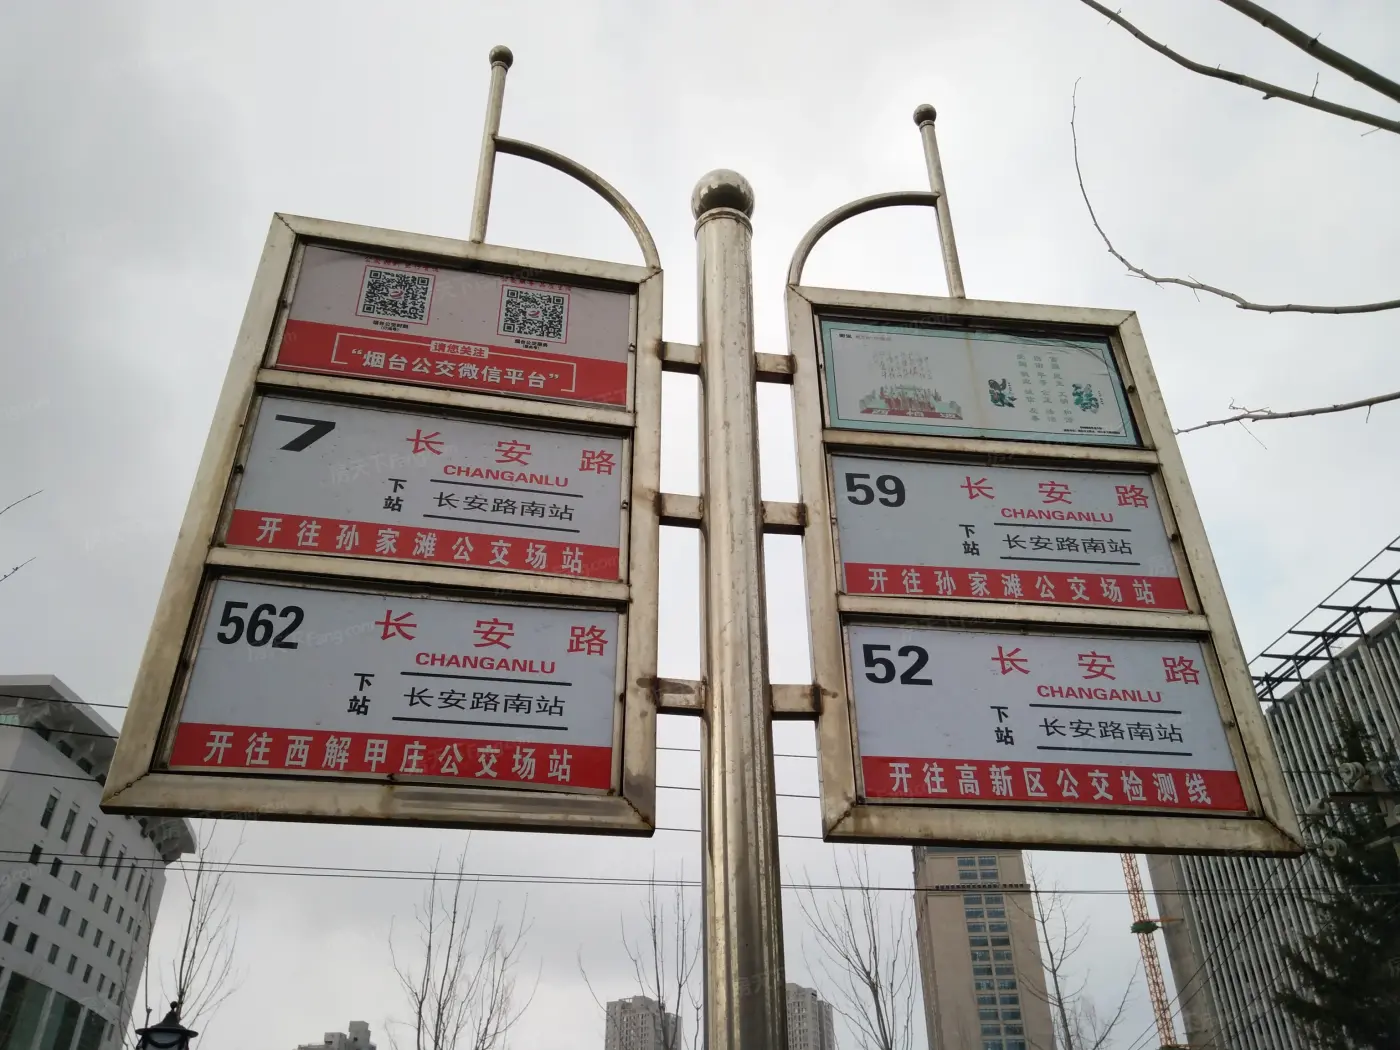 请您关注
“烟台公交微信平台”
7
长安路
CHANGANLU
下站
长安路南站
开往孙家滩公交场站
562
长安路
CHANGANLU
下站
长安路南站
开往西解甲庄公交场站
59
长安路
CHANGANLU
下站
长安路南站
开往孙家滩公交场站
52
长安路
CHANGANLU
下站
长安路南站
开往高新区公交检测线